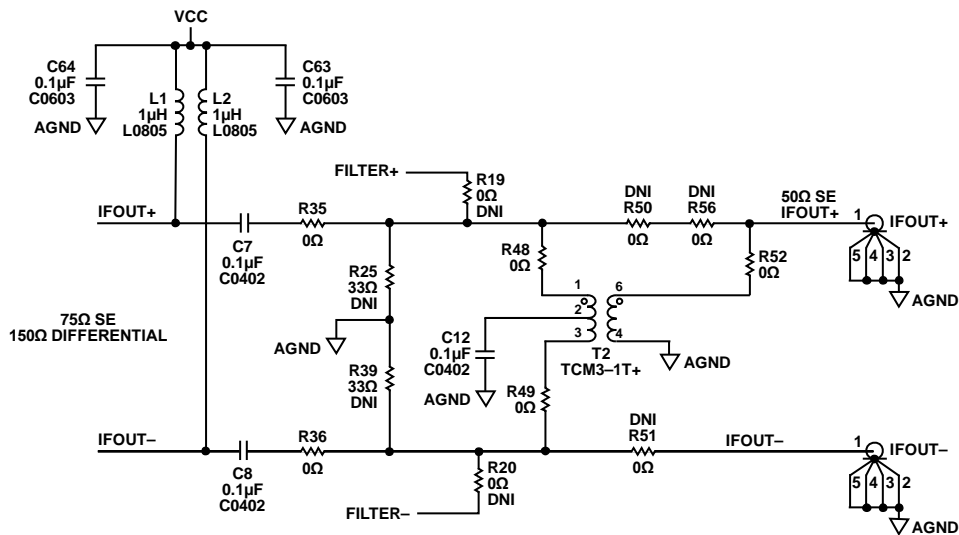 VCC
C64
0.1µF
C0603
AGND
L1
1µH
L0805
L2
1µH
L0805
C63
0.1µF
C0603
AGND
FILTER+
R19
0Ω
DNI
IFOUT+
C7
0.1µF
C0402
R35
0Ω
DNI
R50
0Ω
DNI
R56
0Ω
50Ω SE
IFOUT+
1
IFOUT+
5
4
3
2
AGND
R48
0Ω
R52
0Ω
R25
33Ω
DNI
75Ω SE
150Ω DIFFERENTIAL
AGND
R39
33Ω
DNI
C12
0.1µF
C0402
AGND
1
2
3
6
4
T2
TCM3–1T+
AGND
R49
0Ω
IFOUT–
C8
0.1µF
C0402
R36
0Ω
R20
0Ω
DNI
FILTER–
DNI
R51
0Ω
IFOUT–
1
IFOUT–
5
4
3
2
AGND